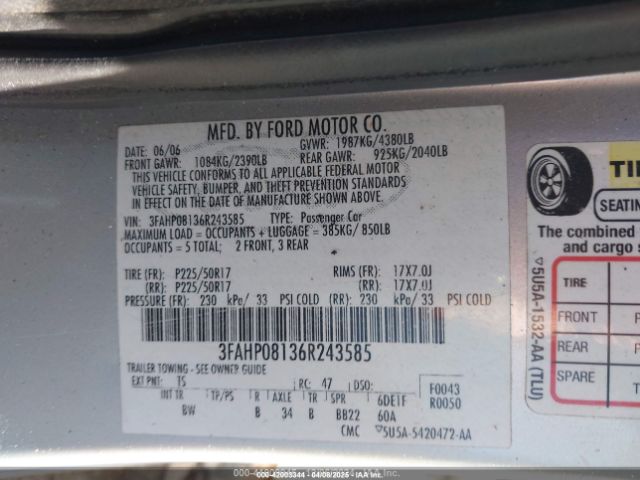 MFD. BY FORD MOTOR CO.
DATE: 06/06 GVWR: 1987KG/4380LB
FRONT GAWR: 1084KG/2390LB REAR GAWR: 925KG/2040LB
THIS VEHICLE CONFORMS TO ALL APPLICABLE FEDERAL MOTOR
VEHICLE SAFETY, BUMPER, AND THEFT PREVENTION STANDARDS
IN EFFECT ON THE DATE OF MANUFACTURE SHOWN ABOVE.
VIN: 3FAHP08136R243585 TYPE: Passenger Car
MAXIMUM LOAD = OCCUPANTS + LUGGAGE = 385KG/ 850LB
OCCUPANTS = 5 TOTAL; 2 FRONT, 3 REAR
TIRE (FR): P225/50R17 RIMS (FR): 17X7.0J
(RR): P225/50R17 (RR): 17X7.0J
PRESSURE (FR): 230 kPa/ 33 PSI COLD (RR): 230 kPa/ 33 PSI COLD
3FAHP08136R243585
TRAILER TOWING - SEE OWNER GUIDE
EXT PNT: TS RC: 47 DSO: F0043
INT TR TP/PS R AXLE TR SPR 6DE1F R0050
BW B 34 B BB22 60A
CMC ▽5U5A-5420472-AA
TI
SEATIN
The combined
and cargo s
TIRE
FRONT P
REAR P
SPARE T
▽5U5A-1532-AA (TLU)
04/08/2025